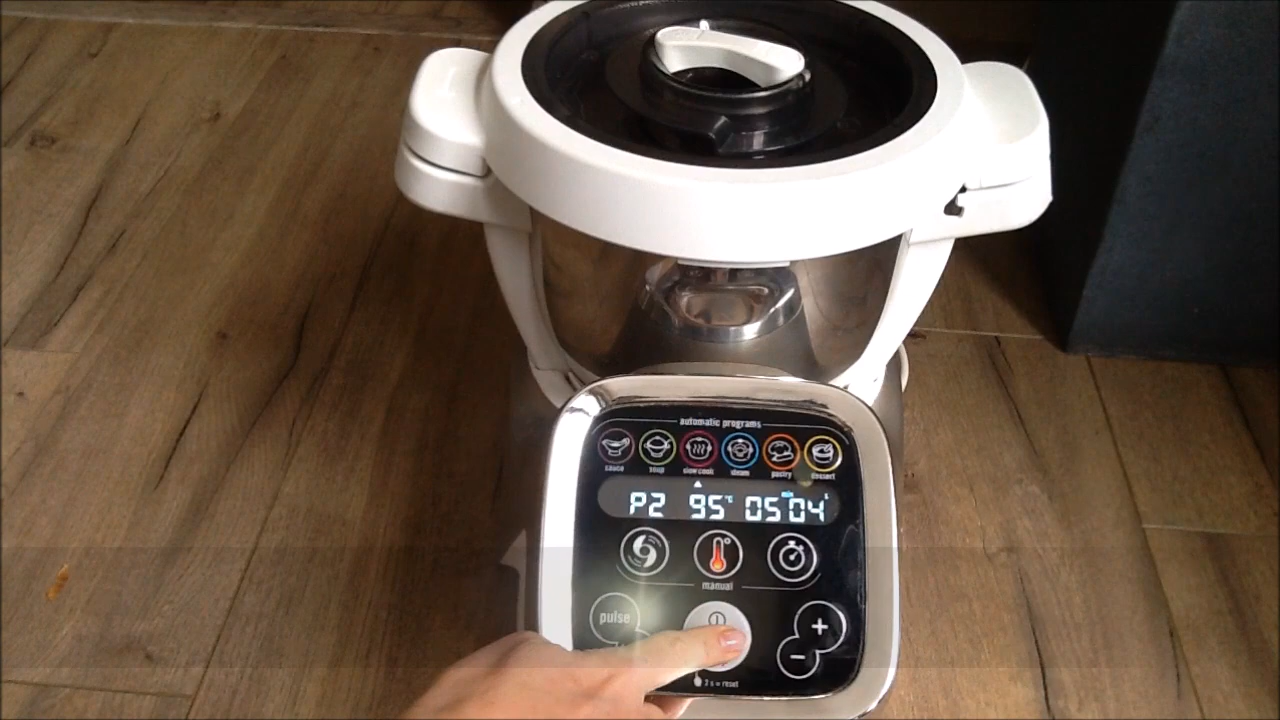 automatic programs
sauce soup slow cook steam pastry dessert
P2 95°C 05 04
manual
pulse + 
-
3 s = reset